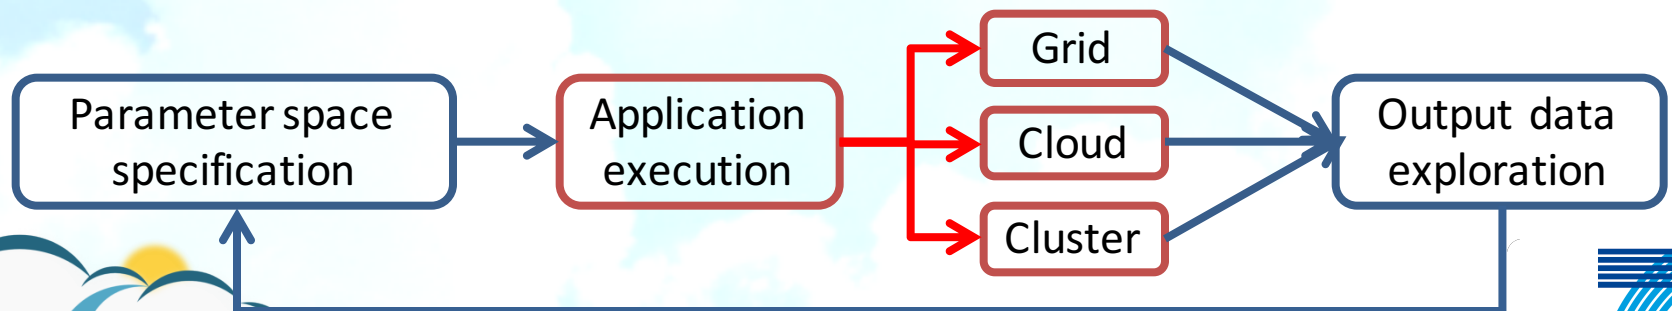 Parameter space
specification
Application
execution
Grid
Cloud
Cluster
Output data
exploration